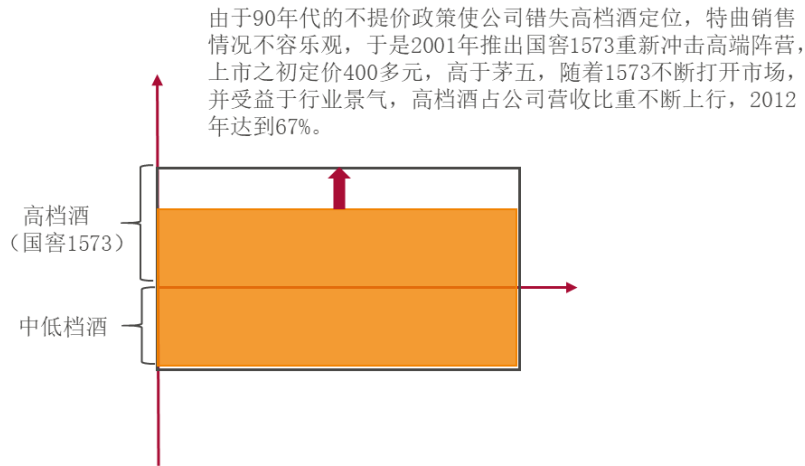 由于90年代的不提价政策使公司错失高档酒定位，特曲销售
情况不容乐观，于是2001年推出国窖1573重新冲击高端阵营，
上市之初定价400多元，高于茅五，随着1573不断打开市场，
并受益于行业景气，高档酒占公司营收比重不断上行，2012
年达到67%。
高档酒
（国窖1573）
中低档酒